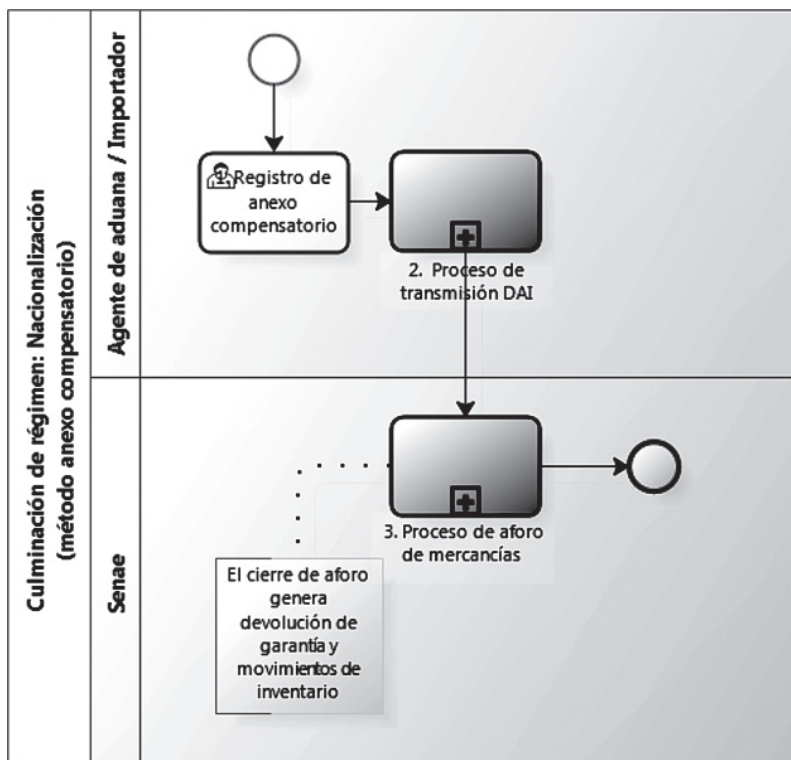 Culminación de régimen: Nacionalización
(método anexo compensatorio)
Agente de aduana / Importador
1. Registro de
anexo
compensatorio
2. Proceso de
transmisión DAI
Senae
3. Proceso de aforo
de mercancías
El cierre de aforo
genera
devolución de
garantía y
movimientos de
inventario